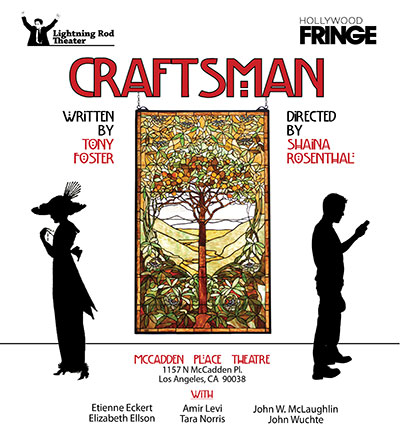 Lightning Rod
Theater
HOLLYWOOD
FRINGE
CRAFTSMAN
WRITTEN
BY
TONY
FOSTER
DIRECTED
BY
SHAINA
ROSENTHAL
MCCADDEN PLACE THEATRE
1157 N McCadden Pl.
Los Angeles, CA 90038
WITH
Etienne Eckert Amir Levi John W. McLaughlin
Elizabeth Ellson Tara Norris John Wuchte